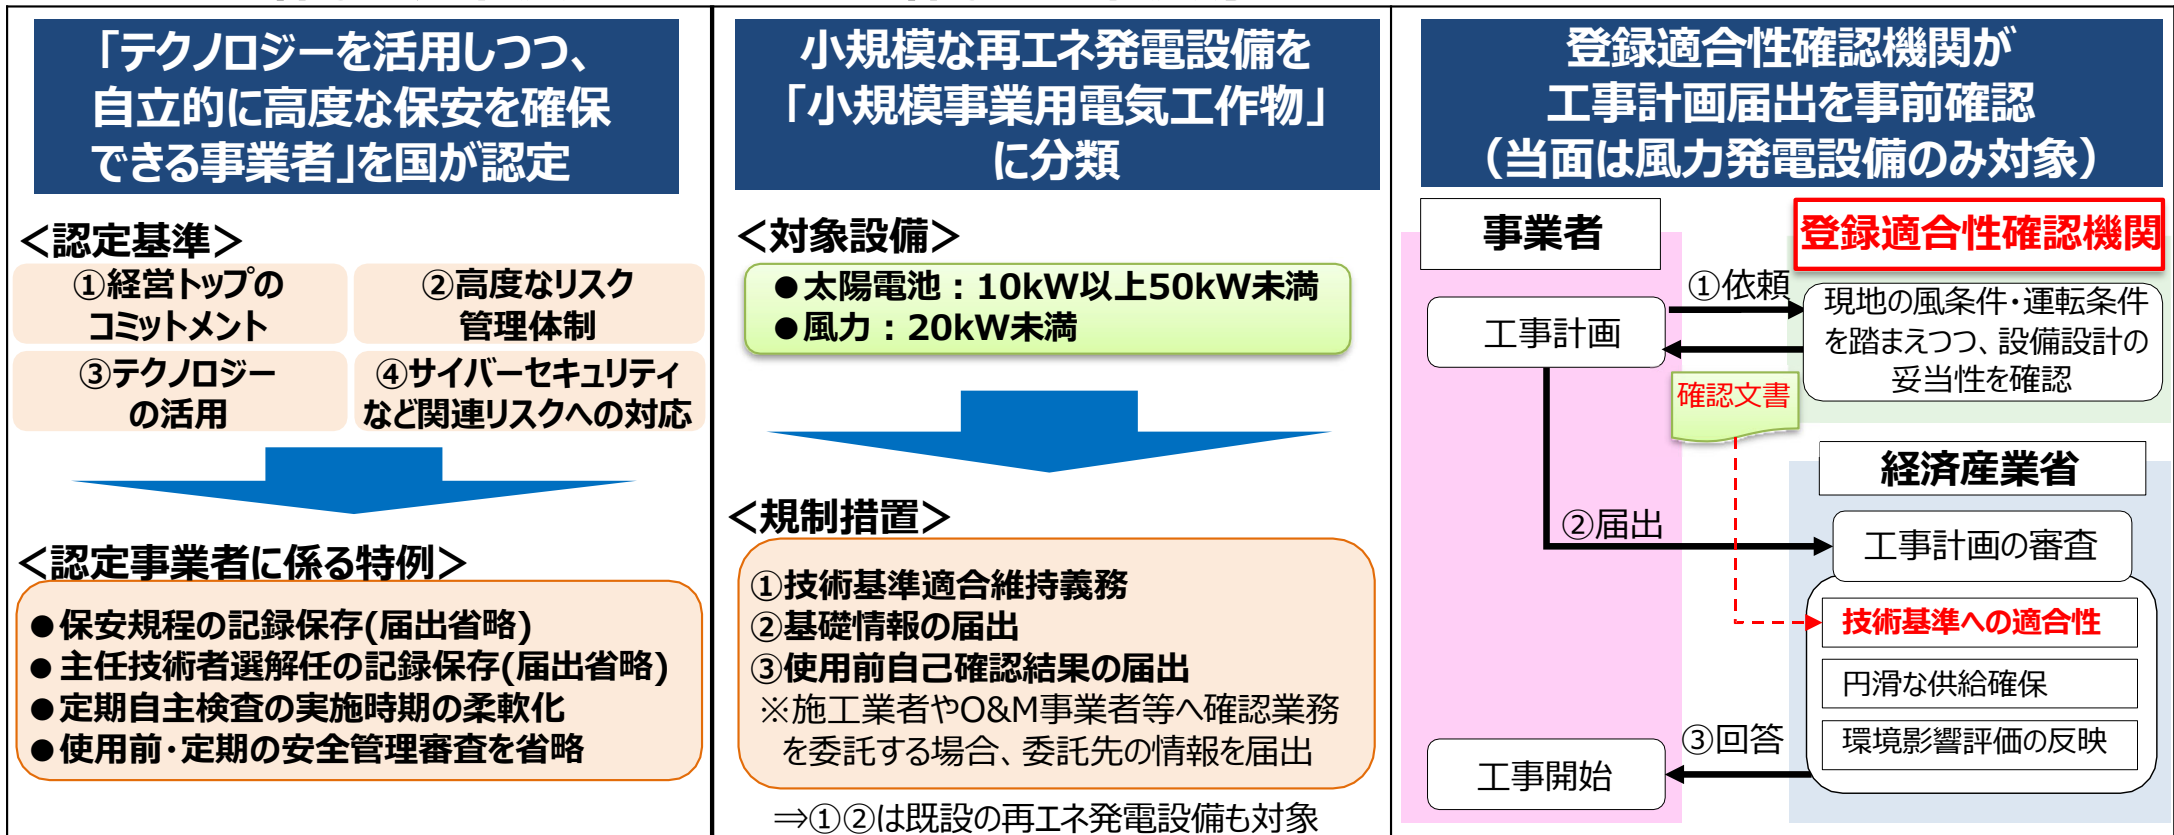 「テクノロジーを活用しつつ、
自立的に高度な保安を確保
できる事業者」を国が認定
＜認定基準＞
①経営トップの
コミットメント
②高度なリスク
管理体制
③テクノロジー
の活用
④サイバーセキュリティ
など関連リスクへの対応
＜認定事業者に係る特例＞
●保安規程の記録保存(届出省略)
●主任技術者選解任の記録保存(届出省略)
●定期自主検査の実施時期の柔軟化
●使用前・定期の安全管理審査を省略
小規模な再エネ発電設備を
「小規模事業用電気工作物」
に分類
＜対象設備＞
●太陽電池：10kW以上50kW未満
●風力：20kW未満
＜規制措置＞
①技術基準適合維持義務
②基礎情報の届出
③使用前自己確認結果の届出
※施工業者やO&M事業者等へ確認業務
を委託する場合、委託先の情報を届出
⇒①②は既設の再エネ発電設備も対象
登録適合性確認機関が
工事計画届出を事前確認
（当面は風力発電設備のみ対象）
事業者
登録適合性確認機関
①依頼
工事計画
現地の風条件・運転条件
を踏まえつつ、設備設計の
妥当性を確認
確認文書
経済産業省
②届出
工事計画の審査
技術基準への適合性
円滑な供給確保
環境影響評価の反映
③回答
工事開始